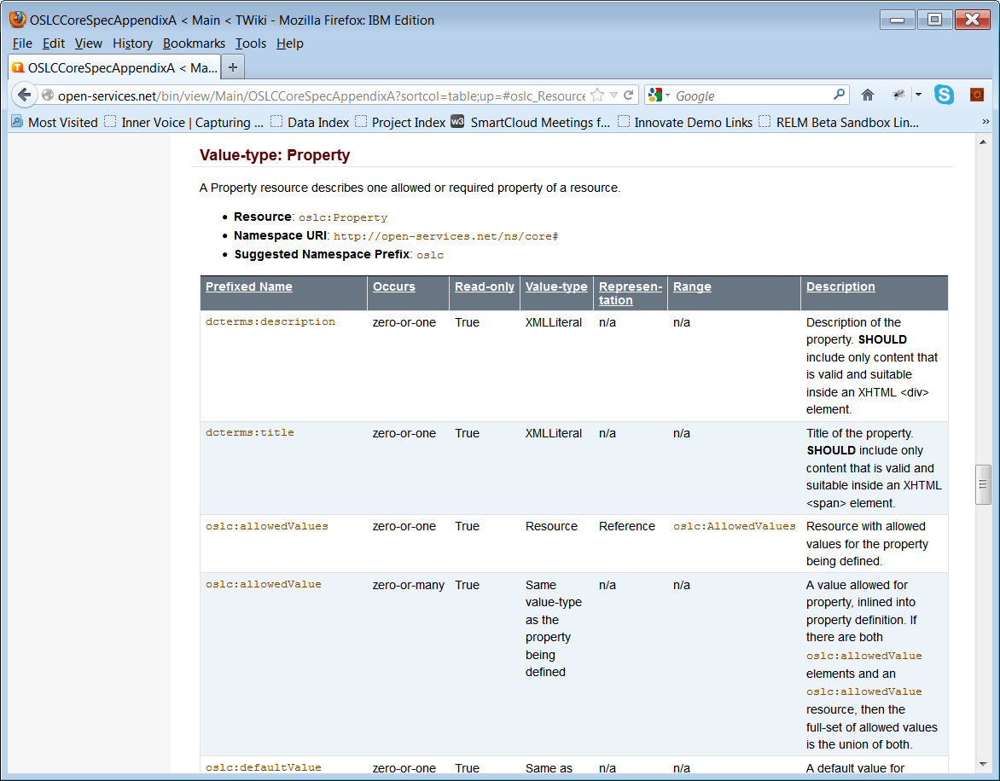 OSLCCoreSpecAppendixA < Main < TWiki - Mozilla Firefox: IBM Edition
File Edit View History Bookmarks Tools Help
OSLCCoreSpecAppendixA < Ma... +
open-services.net/bin/view/Main/OSLCCoreSpecAppendixA?sortcol=table;up=#oslc_Resource Google
Most Visited Inner Voice | Capturing ... Data Index Project Index w3 SmartCloud Meetings f... Innovate Demo Links RELM Beta Sandbox Lin... »
Value-type: Property
A Property resource describes one allowed or required property of a resource.
• Resource: oslc:Property
• Namespace URI: http://open-services.net/ns/core#
• Suggested Namespace Prefix: oslc
Prefixed Name Occurs Read-only Value-type Represen- Range Description
tation
dcterms:description zero-or-one True XMLLiteral n/a n/a Description of the
property. SHOULD
include only content that
is valid and suitable
inside an XHTML <div>
element.
dcterms:title zero-or-one True XMLLiteral n/a n/a Title of the property.
SHOULD include only
content that is valid and
suitable inside an XHTML
<span> element.
oslc:allowedValues zero-or-one True Resource Reference oslc:AllowedValues Resource with allowed
values for the property
being defined.
oslc:allowedValue zero-or-many True Same n/a n/a A value allowed for
value-type property, inlined into
as the property definition. If
property there are both
being oslc:allowedValue
defined elements and an
oslc:allowedValue
resource, then the
full-set of allowed values
is the union of both.
oslc:defaultValue zero-or-one True Same as n/a n/a A default value for